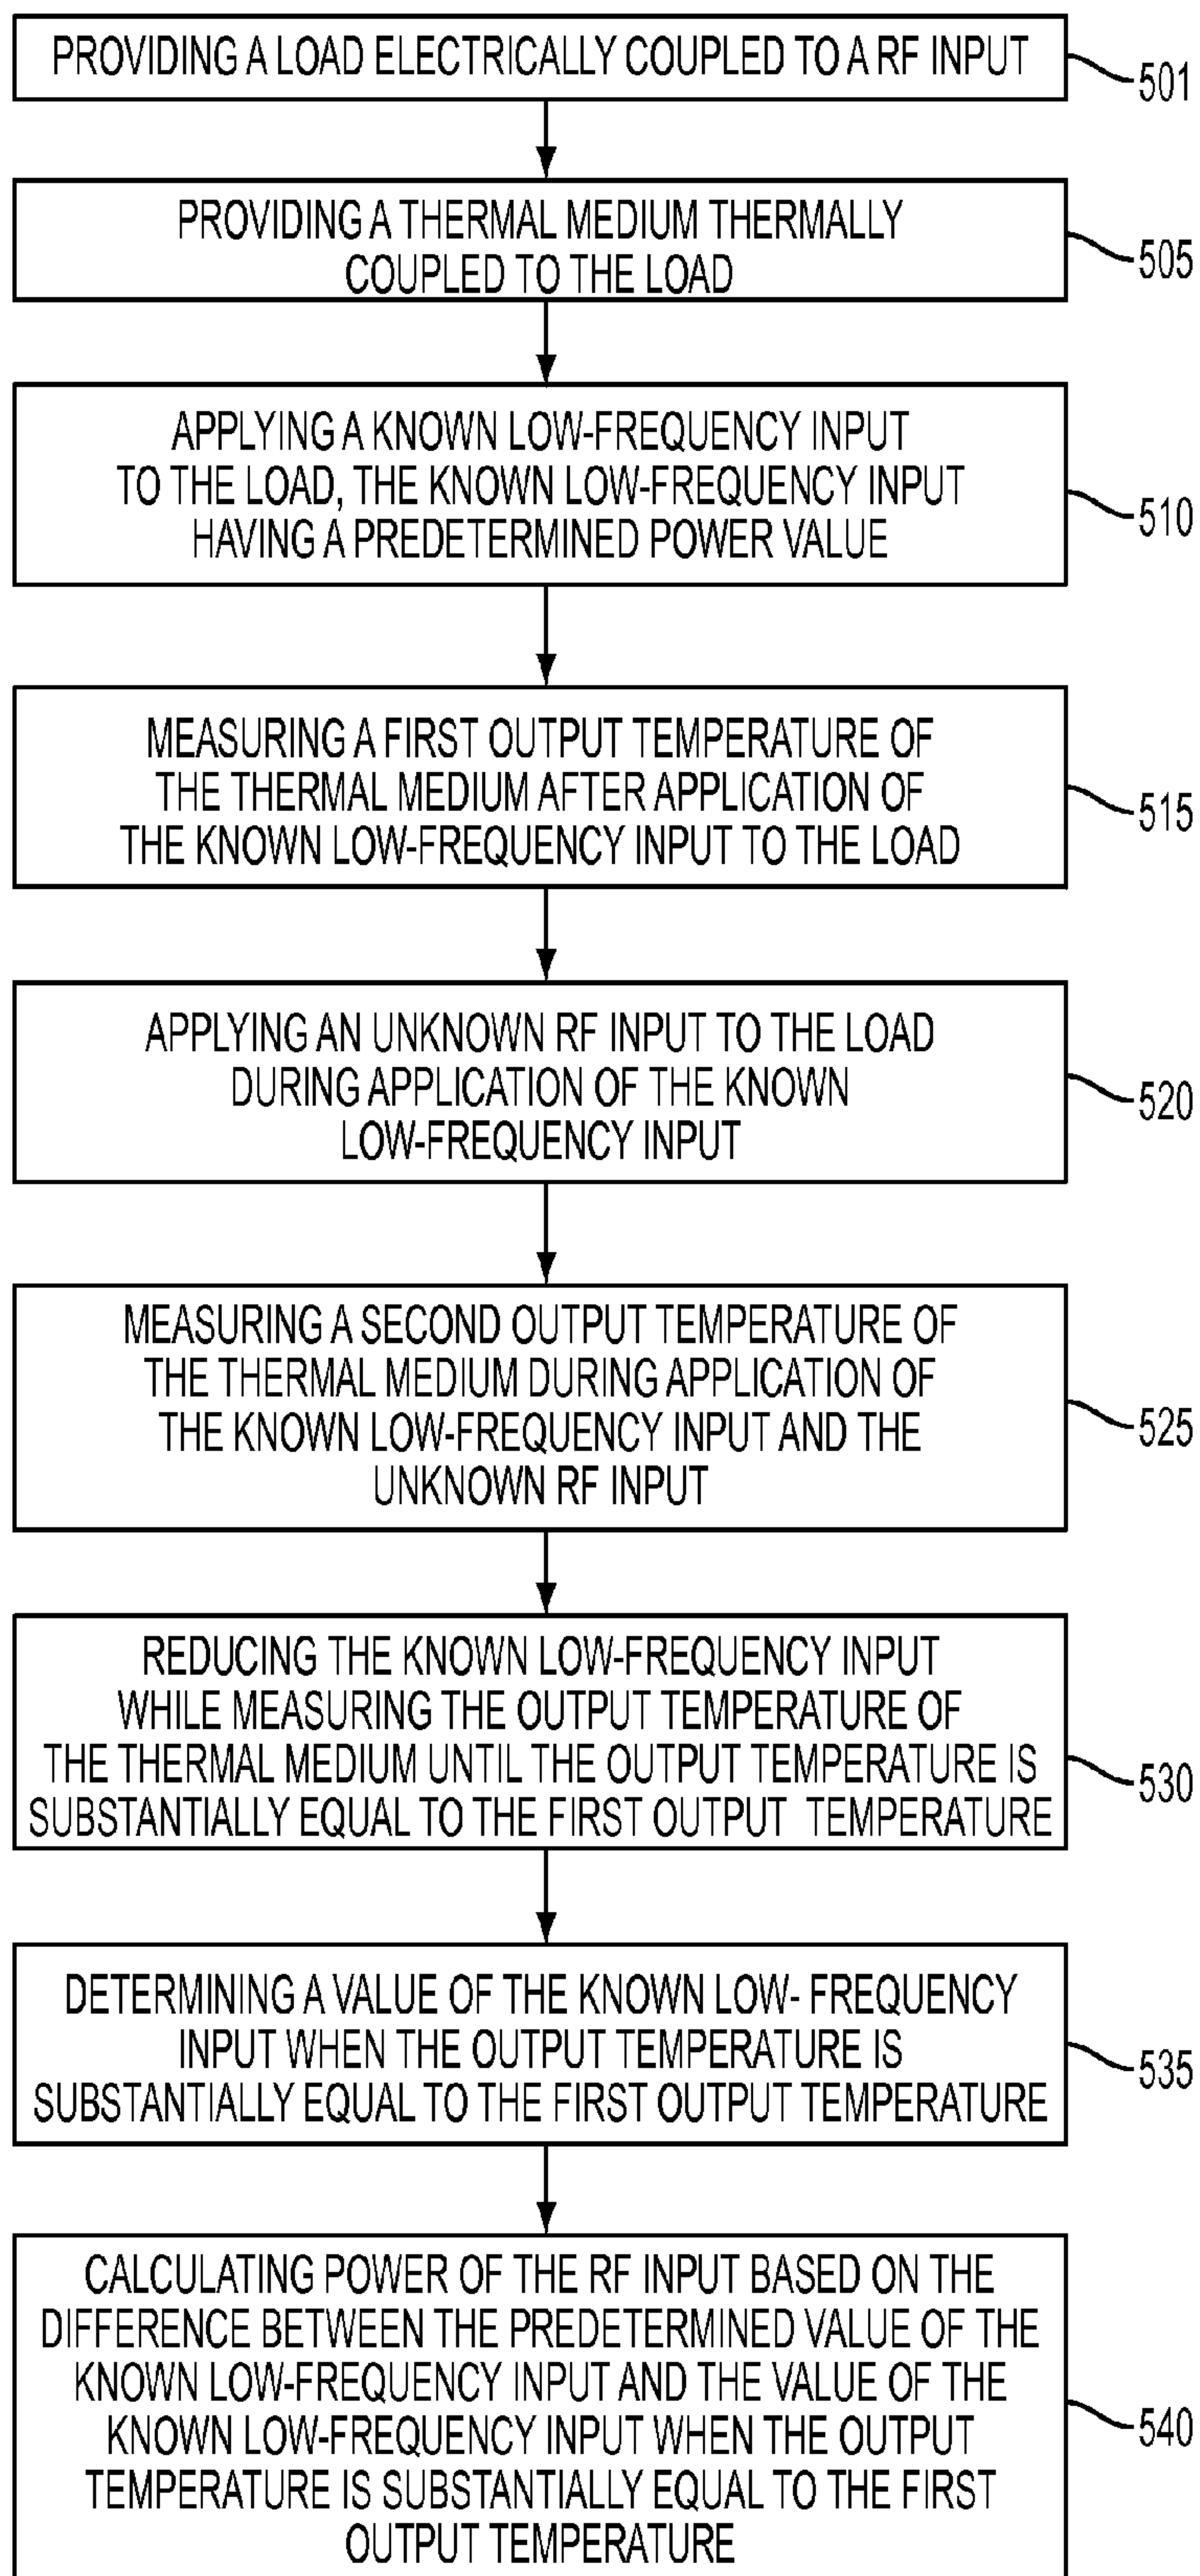 PROVIDING A LOAD ELECTRICALLY COUPLED TO A RF INPUT
501
PROVIDING A THERMAL MEDIUM THERMALLY
COUPLED TO THE LOAD
505
APPLYING A KNOWN LOW-FREQUENCY INPUT
TO THE LOAD, THE KNOWN LOW-FREQUENCY INPUT
HAVING A PREDETERMINED POWER VALUE
510
MEASURING A FIRST OUTPUT TEMPERATURE OF
THE THERMAL MEDIUM AFTER APPLICATION OF
THE KNOWN LOW-FREQUENCY INPUT TO THE LOAD
515
APPLYING AN UNKNOWN RF INPUT TO THE LOAD
DURING APPLICATION OF THE KNOWN
LOW-FREQUENCY INPUT
520
MEASURING A SECOND OUTPUT TEMPERATURE OF
THE THERMAL MEDIUM DURING APPLICATION OF
THE KNOWN LOW-FREQUENCY INPUT AND THE
UNKNOWN RF INPUT
525
REDUCING THE KNOWN LOW-FREQUENCY INPUT
WHILE MEASURING THE OUTPUT TEMPERATURE OF
THE THERMAL MEDIUM UNTIL THE OUTPUT TEMPERATURE IS
SUBSTANTIALLY EQUAL TO THE FIRST OUTPUT TEMPERATURE
530
DETERMINING A VALUE OF THE KNOWN LOW- FREQUENCY
INPUT WHEN THE OUTPUT TEMPERATURE IS
SUBSTANTIALLY EQUAL TO THE FIRST OUTPUT TEMPERATURE
535
CALCULATING POWER OF THE RF INPUT BASED ON THE
DIFFERENCE BETWEEN THE PREDETERMINED VALUE OF THE
KNOWN LOW-FREQUENCY INPUT AND THE VALUE OF THE
KNOWN LOW-FREQUENCY INPUT WHEN THE OUTPUT
TEMPERATURE IS SUBSTANTIALLY EQUAL TO THE FIRST
OUTPUT TEMPERATURE
540